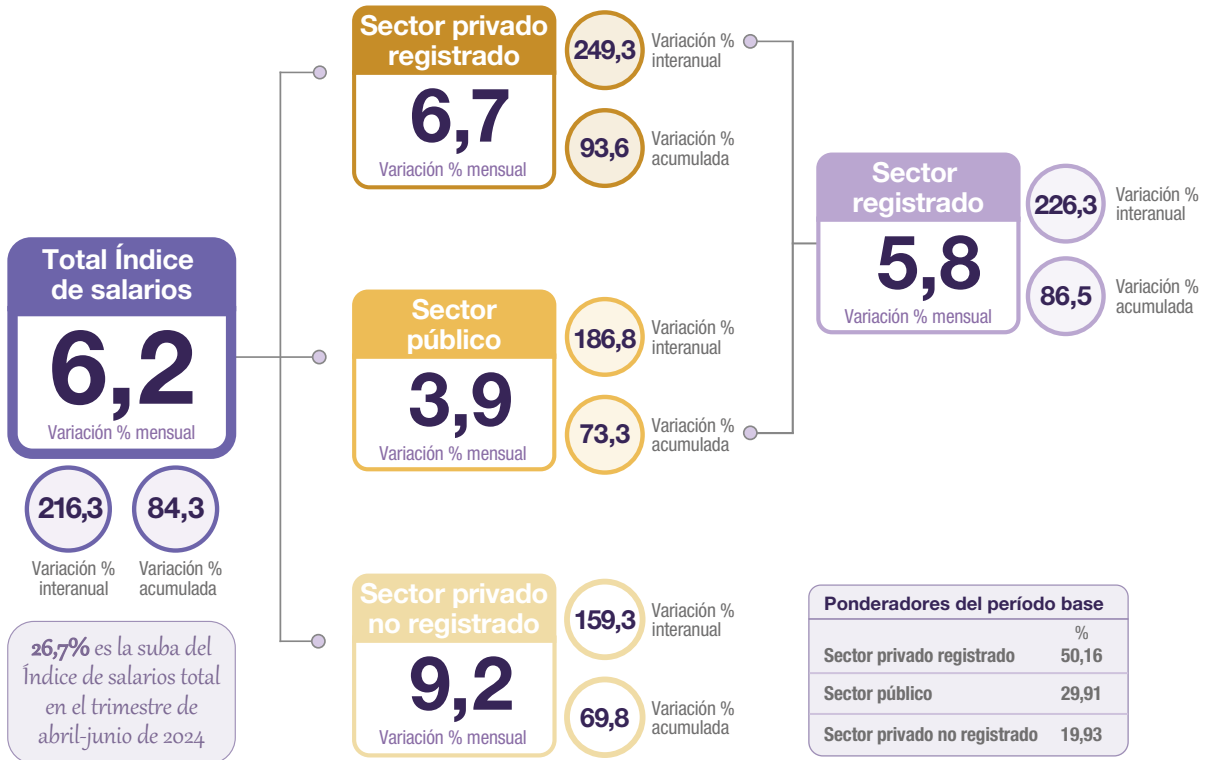 Total Índice
de salarios
6,2
Variación % mensual
216,3
Variación %
interanual
84,3
Variación %
acumulada
26,7% es la suba del
Índice de salarios total
en el trimestre de
abril-junio de 2024
Sector privado
registrado
6,7
Variación % mensual
249,3
Variación %
interanual
93,6
Variación %
acumulada
Sector
público
3,9
Variación % mensual
186,8
Variación %
interanual
73,3
Variación %
acumulada
Sector privado
no registrado
9,2
Variación % mensual
159,3
Variación %
interanual
69,8
Variación %
acumulada
Sector
registrado
5,8
Variación % mensual
226,3
Variación %
interanual
86,5
Variación %
acumulada
Ponderadores del período base
%
Sector privado registrado 50,16
Sector público 29,91
Sector privado no registrado 19,93